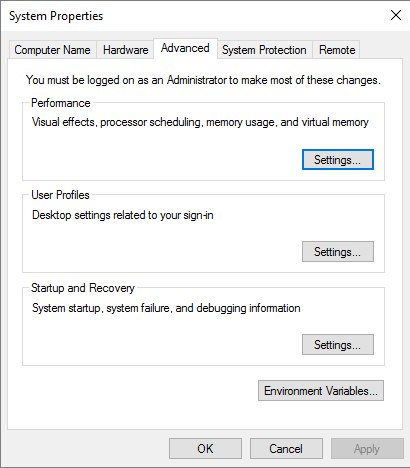 System Properties
Computer Name Hardware Advanced System Protection Remote
You must be logged on as an Administrator to make most of these changes.
Performance
Visual effects, processor scheduling, memory usage, and virtual memory
Settings...
User Profiles
Desktop settings related to your sign-in
Settings...
Startup and Recovery
System startup, system failure, and debugging information
Settings...
Environment Variables...
OK Cancel Apply